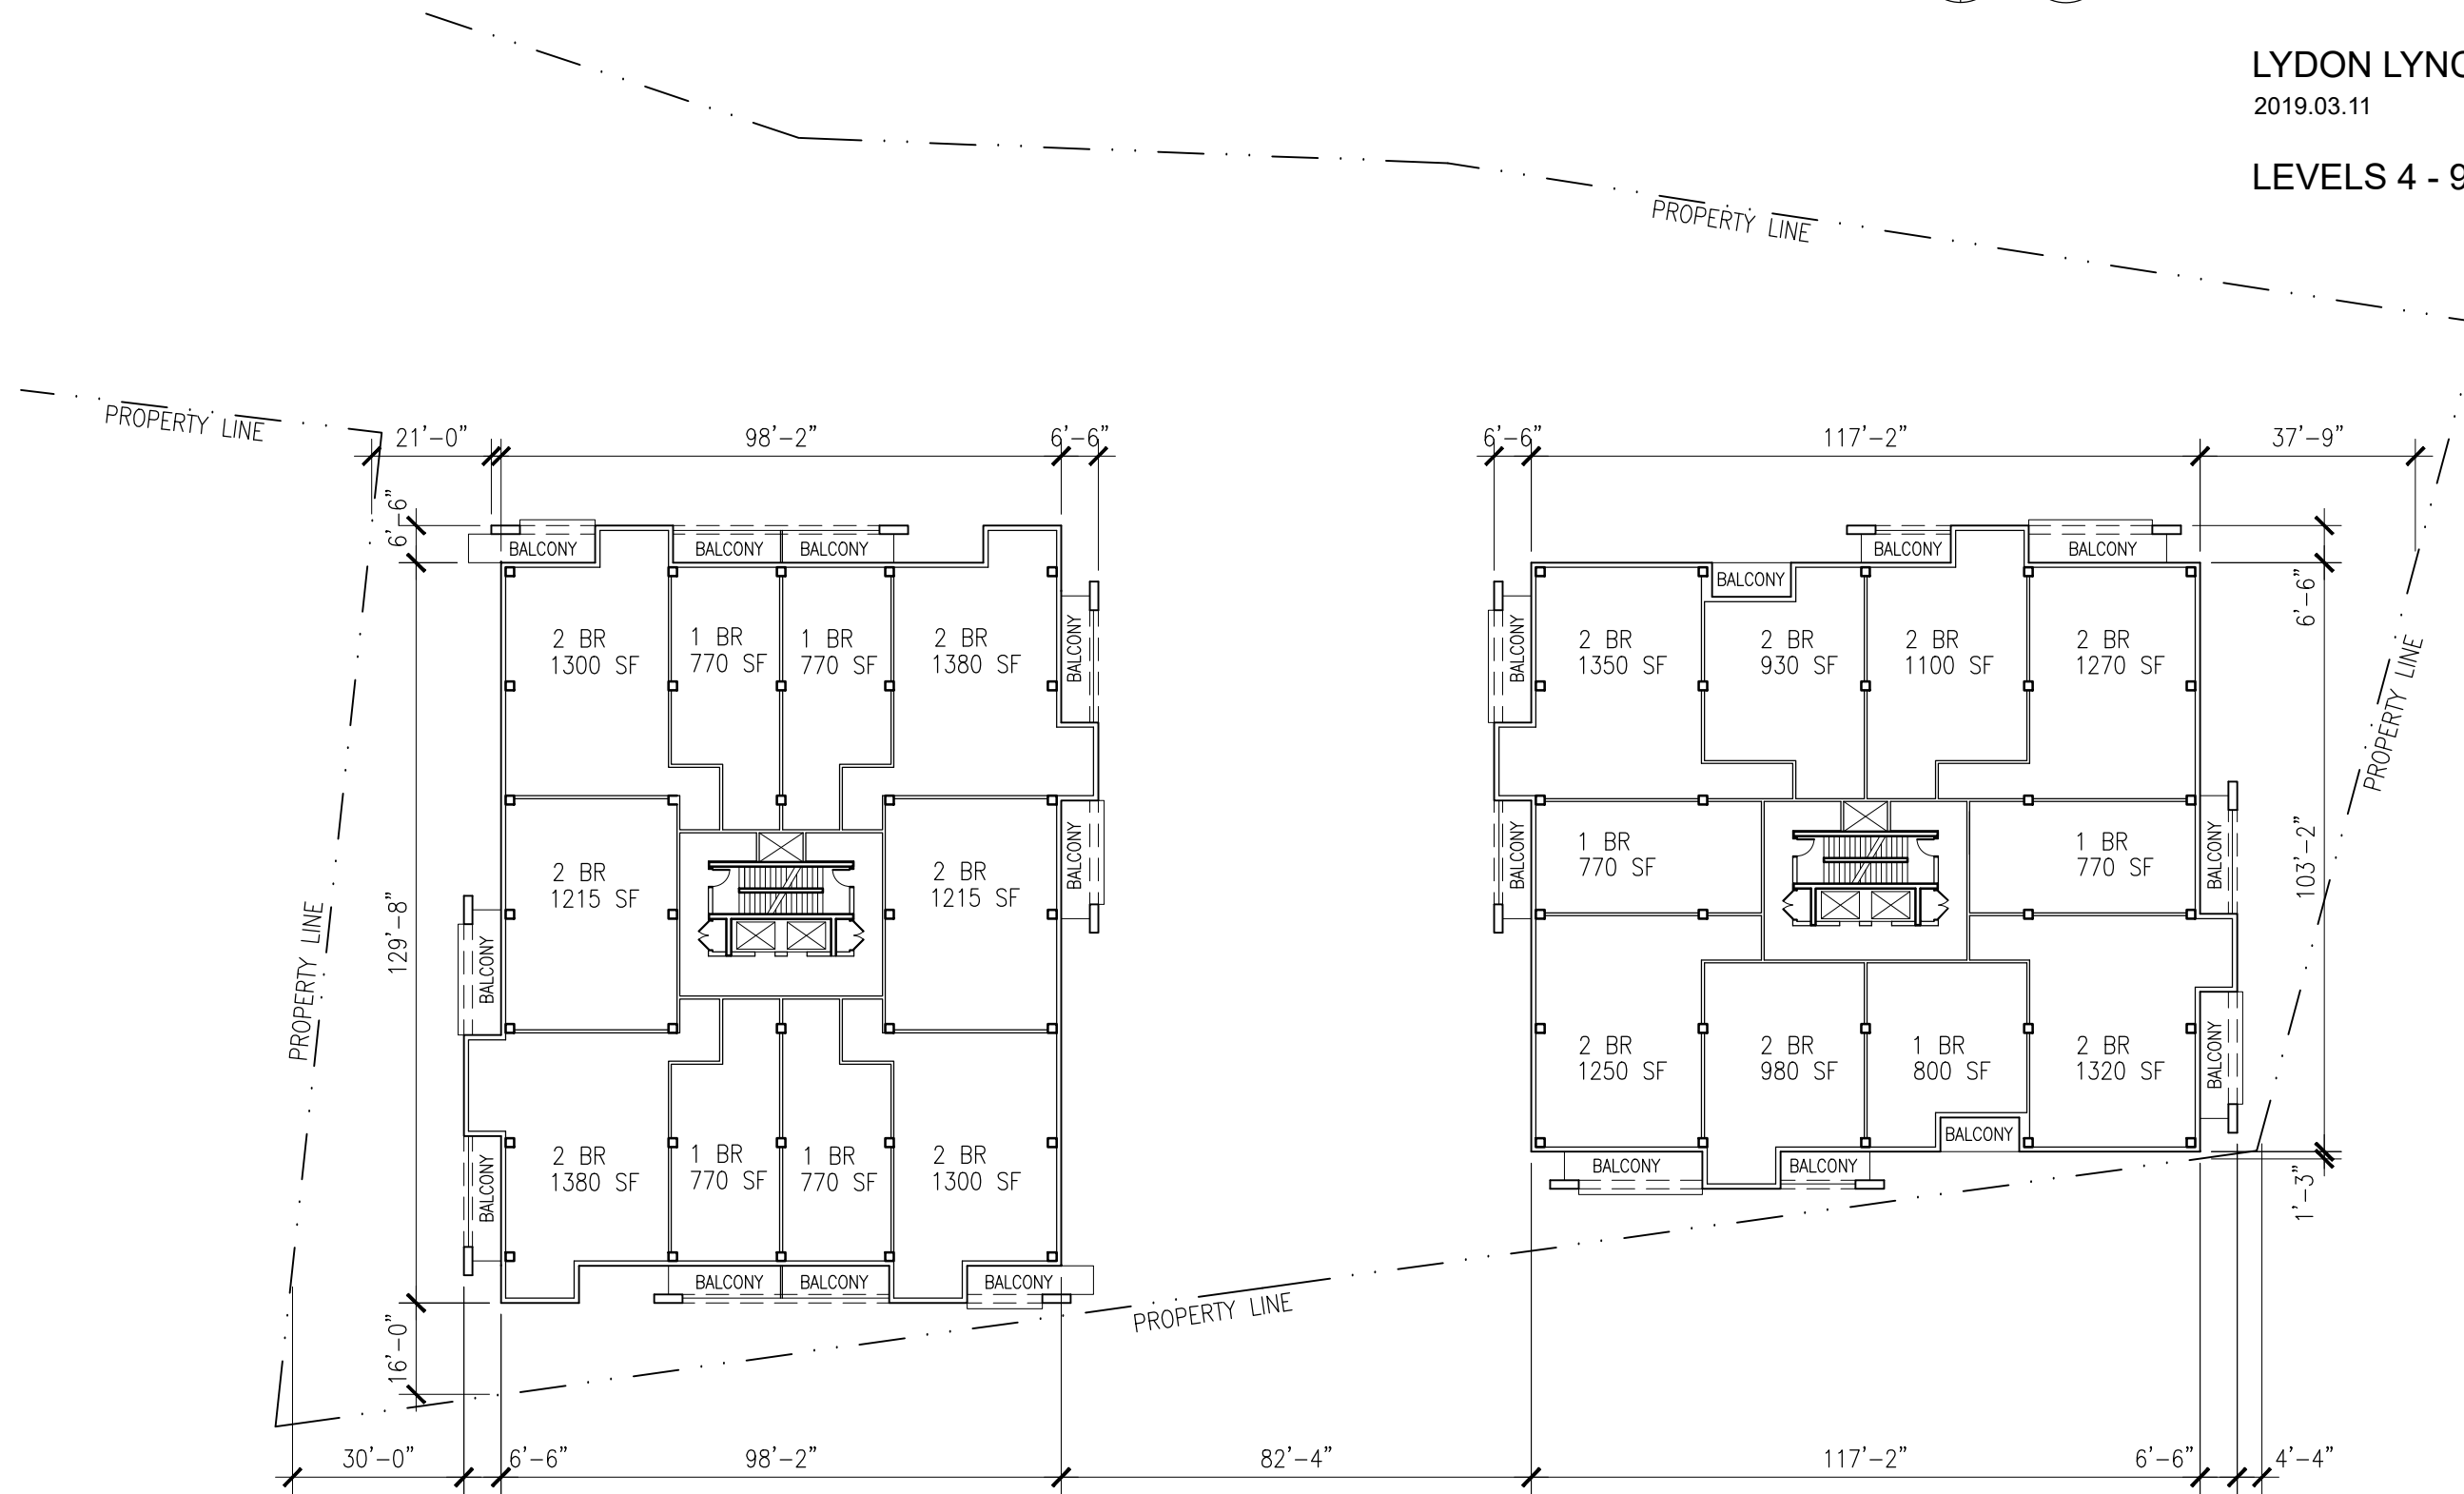 LYDON LYNC
2019.03.11
LEVELS 4 - 9
PROPERTY LINE
PROPERTY LINE
21'-0"
98'-2"
6'-6"
6'-6"
117'-2"
37'-9"
6'-6"
BALCONY
BALCONY
BALCONY
BALCONY
BALCONY
BALCONY
6'-6"
2 BR
1300 SF
1 BR
770 SF
1 BR
770 SF
2 BR
1380 SF
BALCONY
BALCONY
2 BR
1350 SF
2 BR
930 SF
2 BR
1100 SF
2 BR
1270 SF
PROPERTY LINE
2 BR
1215 SF
2 BR
1215 SF
BALCONY
BALCONY
1 BR
770 SF
1 BR
770 SF
BALCONY
103'-2"
PROPERTY LINE
129'-8"
BALCONY
2 BR
1250 SF
2 BR
980 SF
1 BR
800 SF
2 BR
1320 SF
BALCONY
BALCONY
2 BR
1380 SF
1 BR
770 SF
1 BR
770 SF
2 BR
1300 SF
BALCONY
BALCONY
BALCONY
1'-3"
BALCONY
BALCONY
BALCONY
PROPERTY LINE
16'-0"
30'-0"
6'-6"
98'-2"
82'-4"
117'-2"
6'-6"
4'-4"